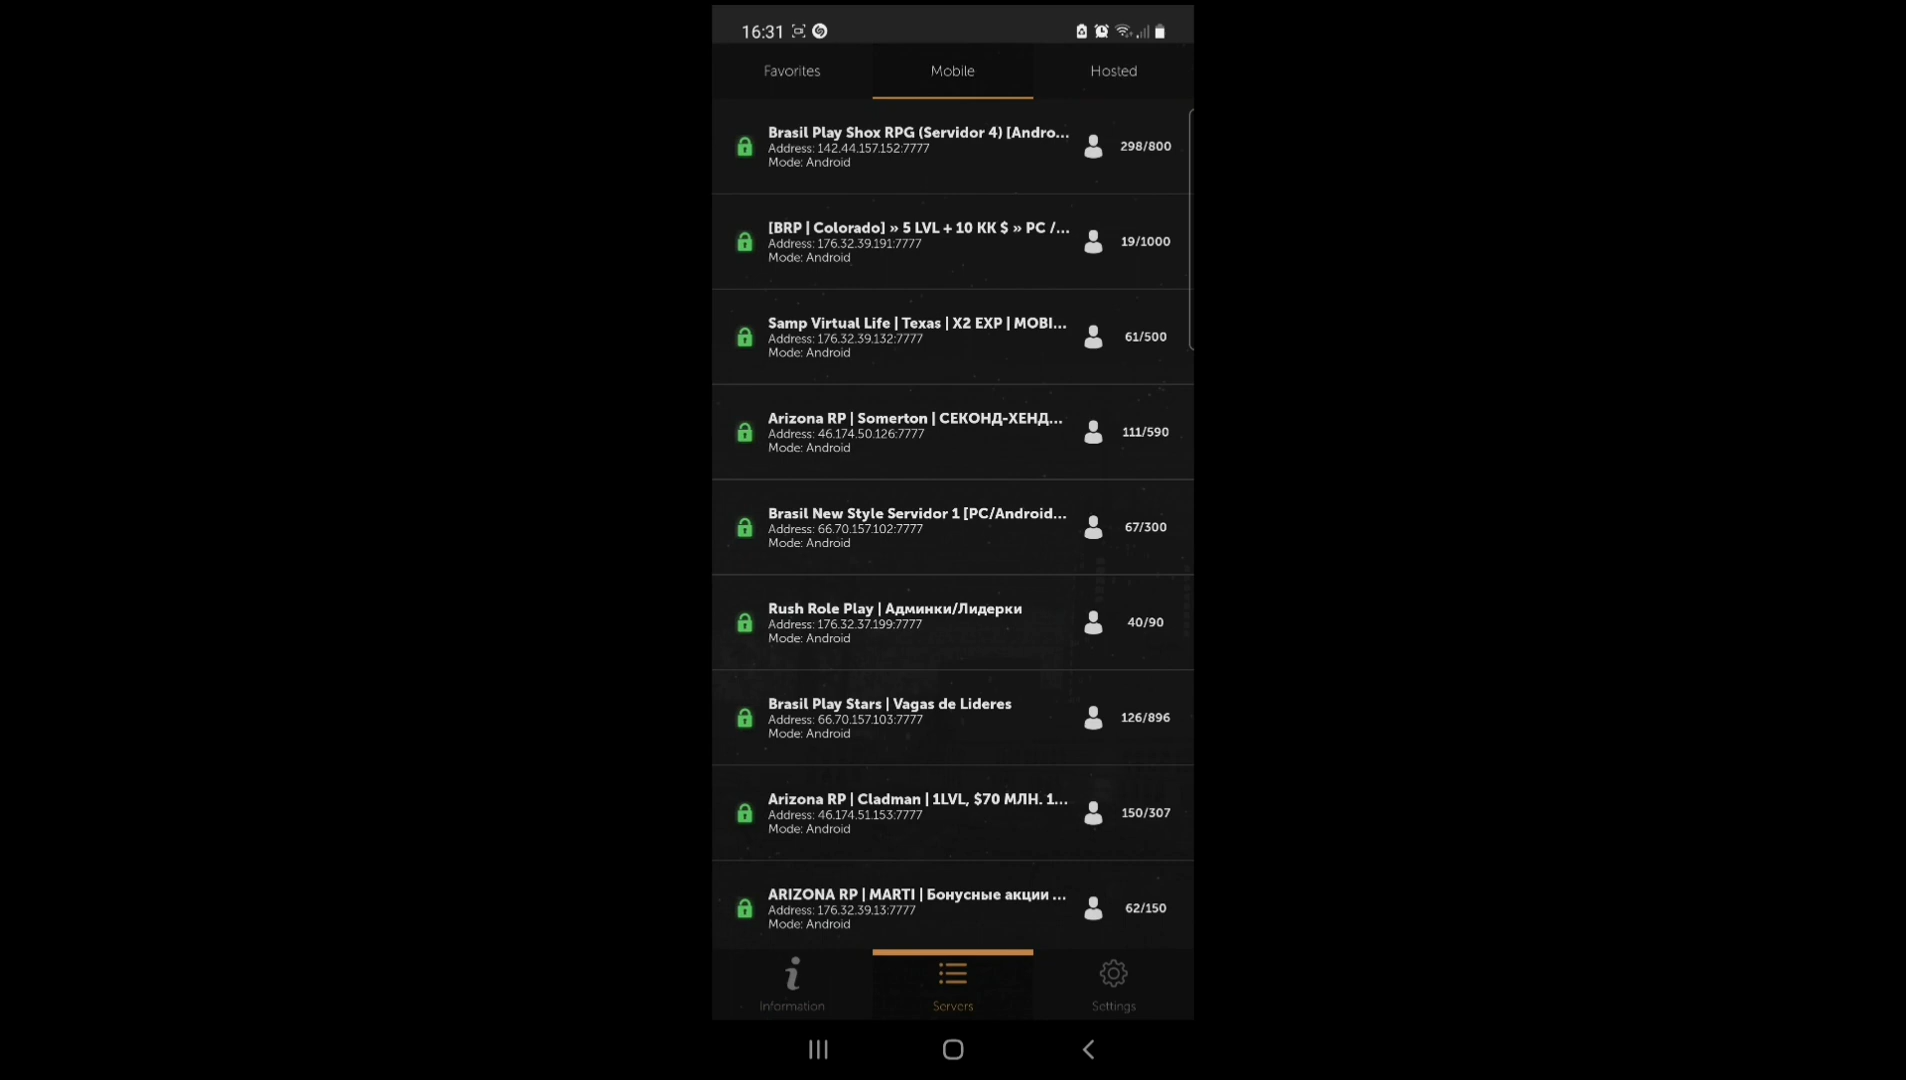 16:31
Favorites
Mobile
Hosted
Brasil Play Shox RPG (Servidor 4) [Andro...
Address: 142.44.157.152:7777
Mode: Android
298/800
[BRP | Colorado] » 5 LVL + 10 KK $ » PC /...
Address: 176.32.39.191:7777
Mode: Android
19/1000
Samp Virtual Life | Texas | X2 EXP | MOBI...
Address: 176.32.39.132:7777
Mode: Android
61/500
Arizona RP | Somerton | СЕКОНД-ХЕНД...
Address: 46.174.50.126:7777
Mode: Android
111/590
Brasil New Style Servidor 1 [PC/Android...
Address: 66.70.157.102:7777
Mode: Android
67/300
Rush Role Play | Админки/Лидерки
Address: 176.32.37.199:7777
Mode: Android
40/90
Brasil Play Stars | Vagas de Lideres
Address: 66.70.157.103:7777
Mode: Android
126/896
Arizona RP | Cladman | 1LVL, $70 МЛН. 1...
Address: 46.174.51.153:7777
Mode: Android
150/307
ARIZONA RP | MARTI | Бонусные акции ...
Address: 176.32.39.13:7777
Mode: Android
62/150
Information
Servers
Settings